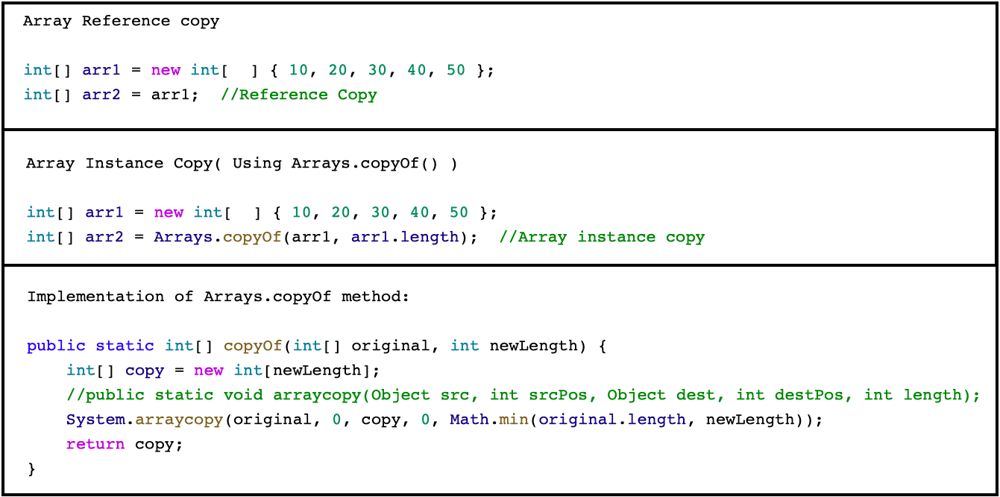 Array Reference copy
int[] arr1 = new int[  ] { 10, 20, 30, 40, 50 };
int[] arr2 = arr1;  //Reference Copy
Array Instance Copy( Using Arrays.copyOf() )
int[] arr1 = new int[  ] { 10, 20, 30, 40, 50 };
int[] arr2 = Arrays.copyOf(arr1, arr1.length);  //Array instance copy
Implementation of Arrays.copyOf method:
public static int[] copyOf(int[] original, int newLength) {
    int[] copy = new int[newLength];
    //public static void arraycopy(Object src, int srcPos, Object dest, int destPos, int length);
    System.arraycopy(original, 0, copy, 0, Math.min(original.length, newLength));
    return copy;
}